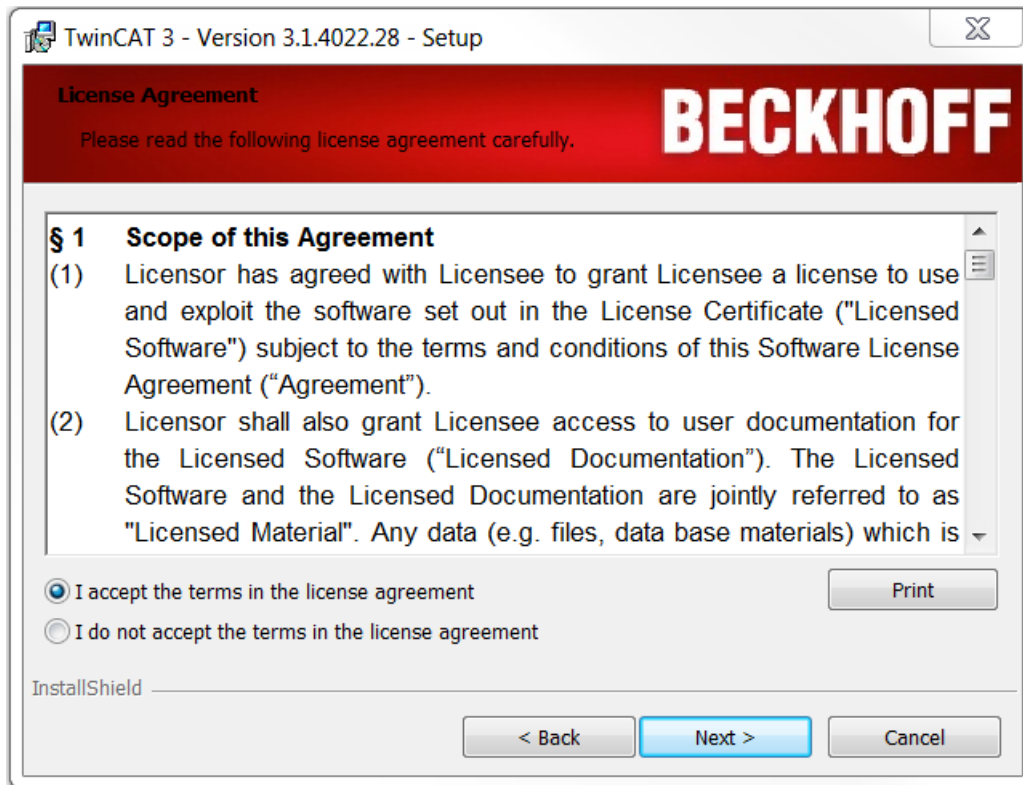 TwinCAT 3 - Version 3.1.4022.28 - Setup
License Agreement
Please read the following license agreement carefully.
BECKHOFF
§ 1 Scope of this Agreement
(1) Licensor has agreed with Licensee to grant Licensee a license to use
and exploit the software set out in the License Certificate ("Licensed
Software") subject to the terms and conditions of this Software License
Agreement (“Agreement”).
(2) Licensor shall also grant Licensee access to user documentation for
the Licensed Software (“Licensed Documentation”). The Licensed
Software and the Licensed Documentation are jointly referred to as
"Licensed Material". Any data (e.g. files, data base materials) which is
I accept the terms in the license agreement
Print
I do not accept the terms in the license agreement
InstallShield
< Back
Next >
Cancel